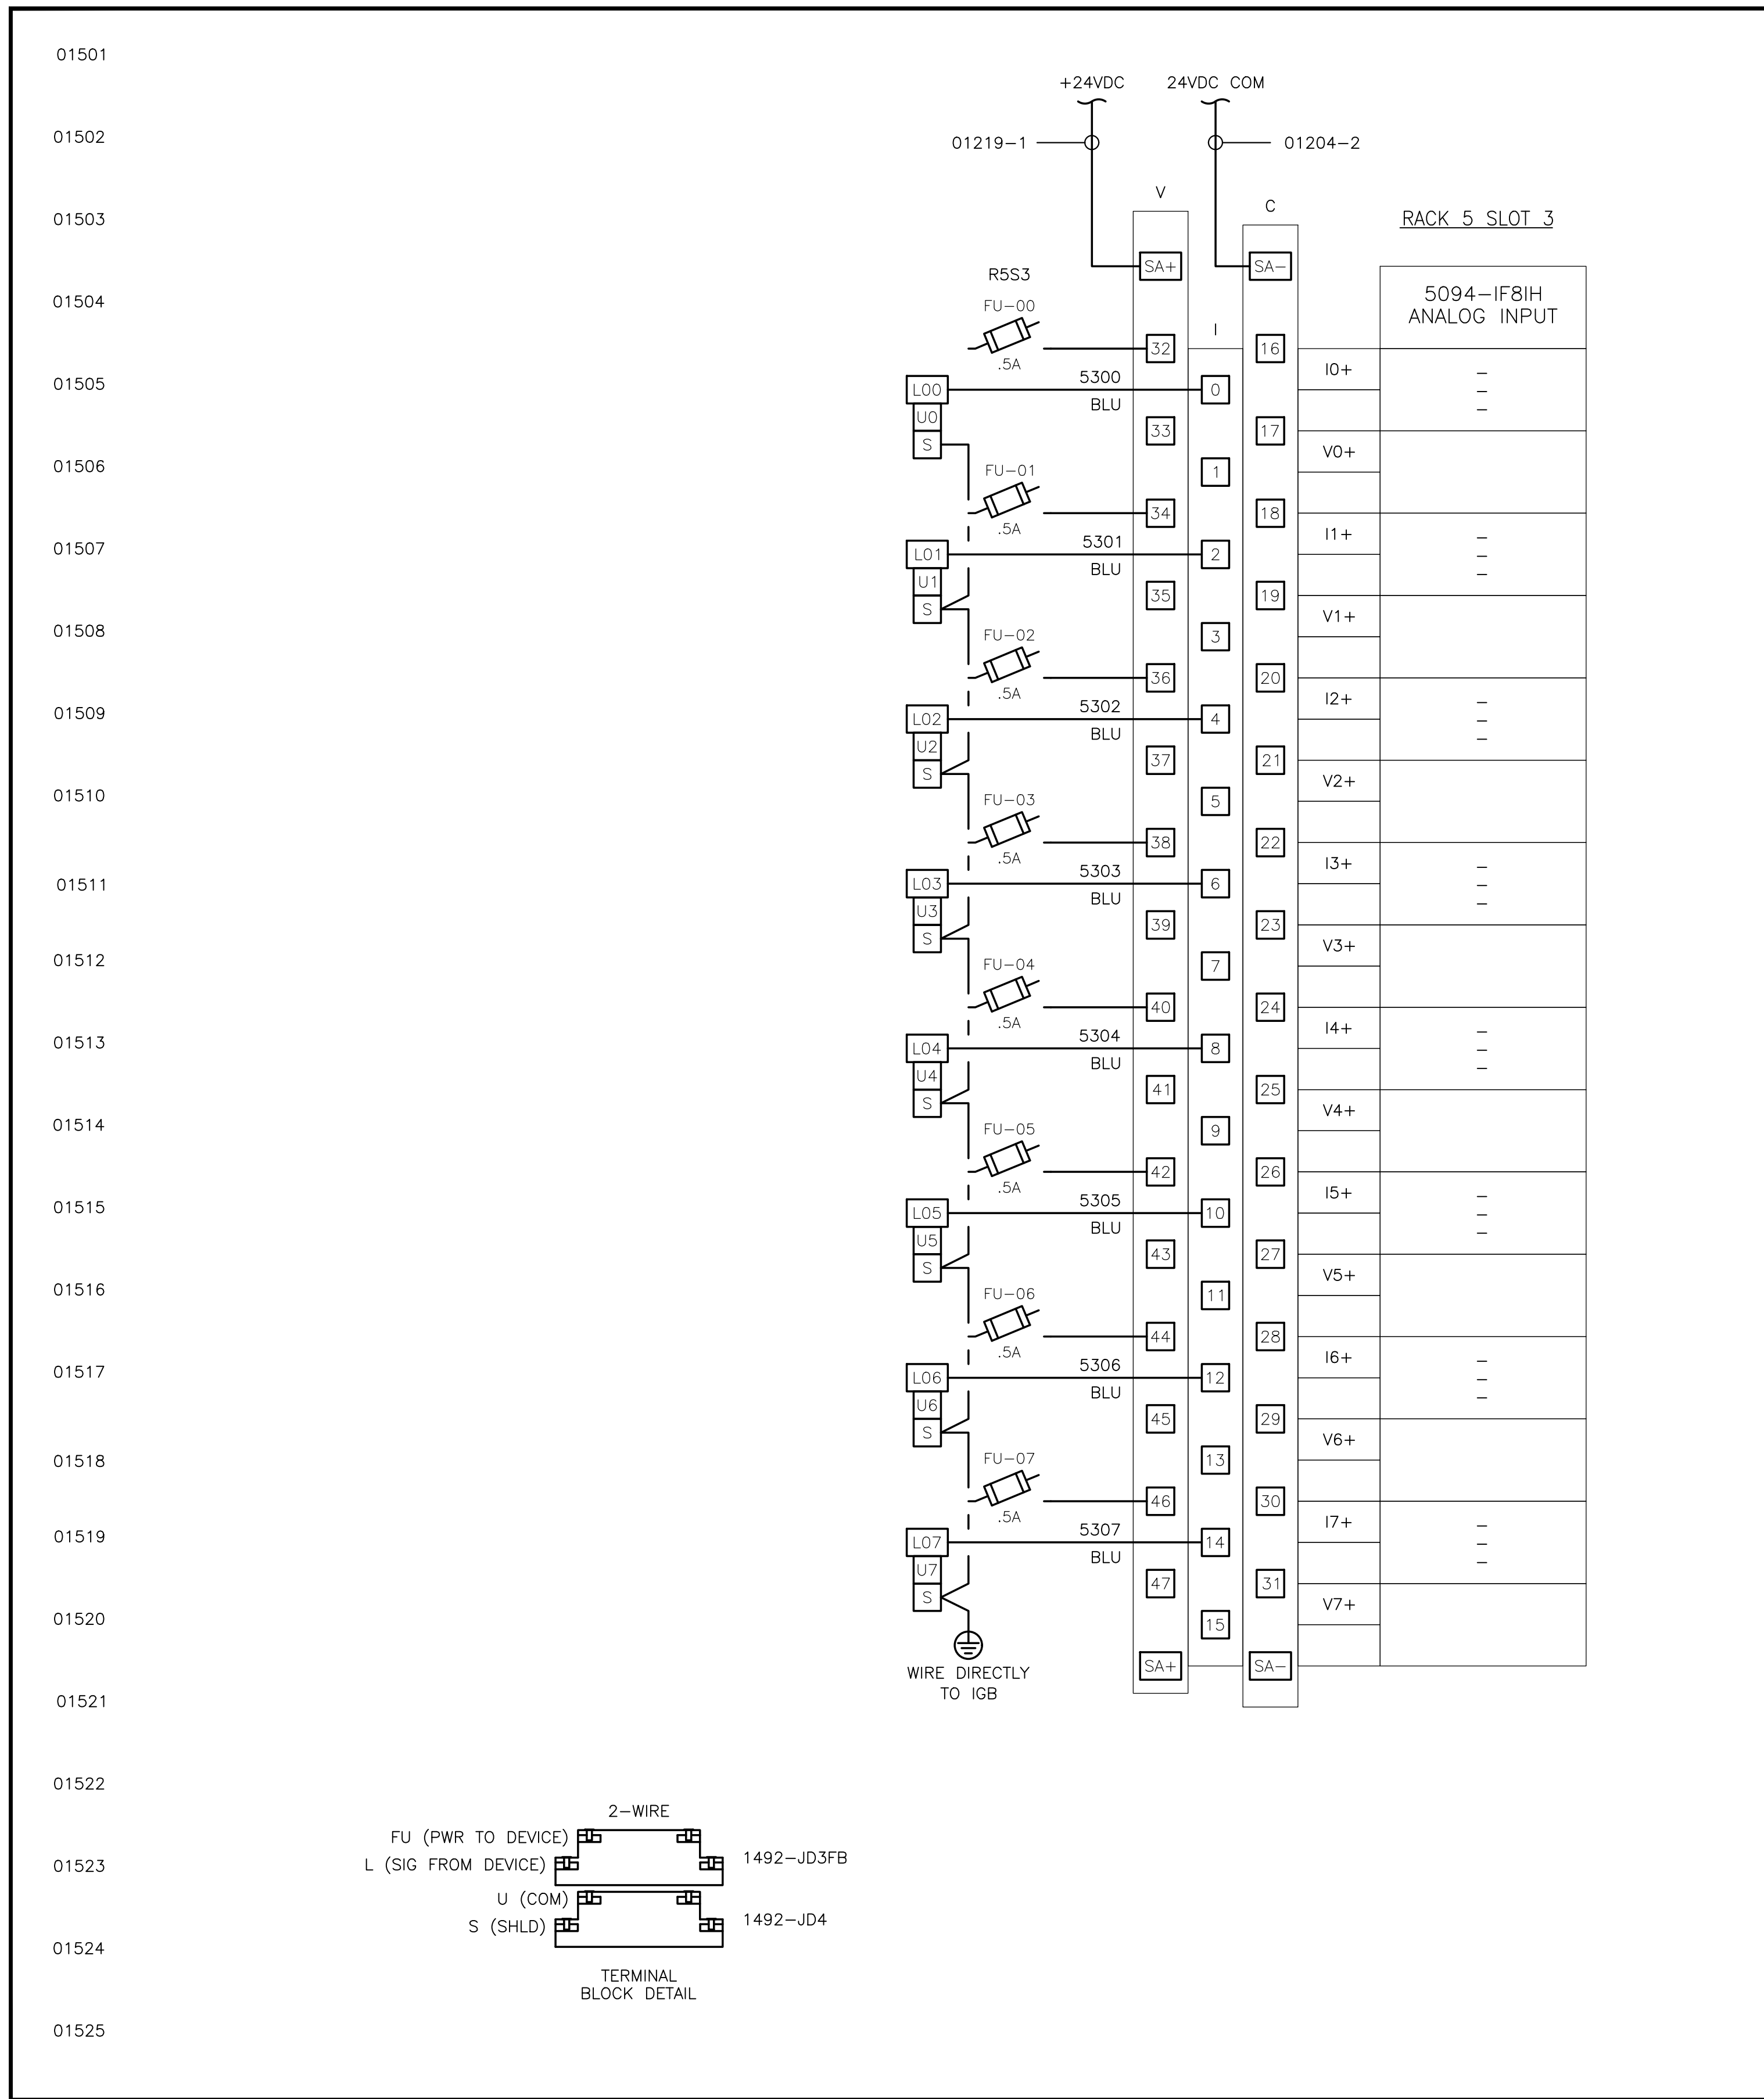 01501
+24VDC 24VDC COM
01502
01219-1 01204-2
V
C
01503
RACK 5 SLOT 3
SA+ SA-
R5S3
5094-IF8IH
ANALOG INPUT
01504
FU-00
I
32 16
.5A
I0+
01505
5300
L00 0
BLU
U0
33 17
S
V0+
01506
FU-01
1
34 18
.5A
I1+
01507
5301
L01 2
BLU
U1
35 19
S
V1+
01508
FU-02
3
36 20
.5A
I2+
01509
5302
L02 4
BLU
U2
37 21
S
V2+
01510
FU-03
5
38 22
.5A
I3+
01511
5303
L03 6
BLU
U3
39 23
S
V3+
01512
FU-04
7
40 24
.5A
I4+
01513
5304
L04 8
BLU
U4
41 25
S
V4+
01514
FU-05
9
42 26
.5A
I5+
01515
5305
L05 10
BLU
U5
43 27
S
V5+
01516
FU-06
11
44 28
.5A
I6+
01517
5306
L06 12
BLU
U6
45 29
S
V6+
01518
FU-07
13
46 30
.5A
I7+
01519
5307
L07 14
BLU
U7
47 31
S
V7+
01520
15
SA+ SA-
WIRE DIRECTLY
TO IGB
01521
01522
2-WIRE
FU (PWR TO DEVICE)
1492-JD3FB
L (SIG FROM DEVICE)
01523
U (COM)
1492-JD4
S (SHLD)
01524
TERMINAL
BLOCK DETAIL
01525